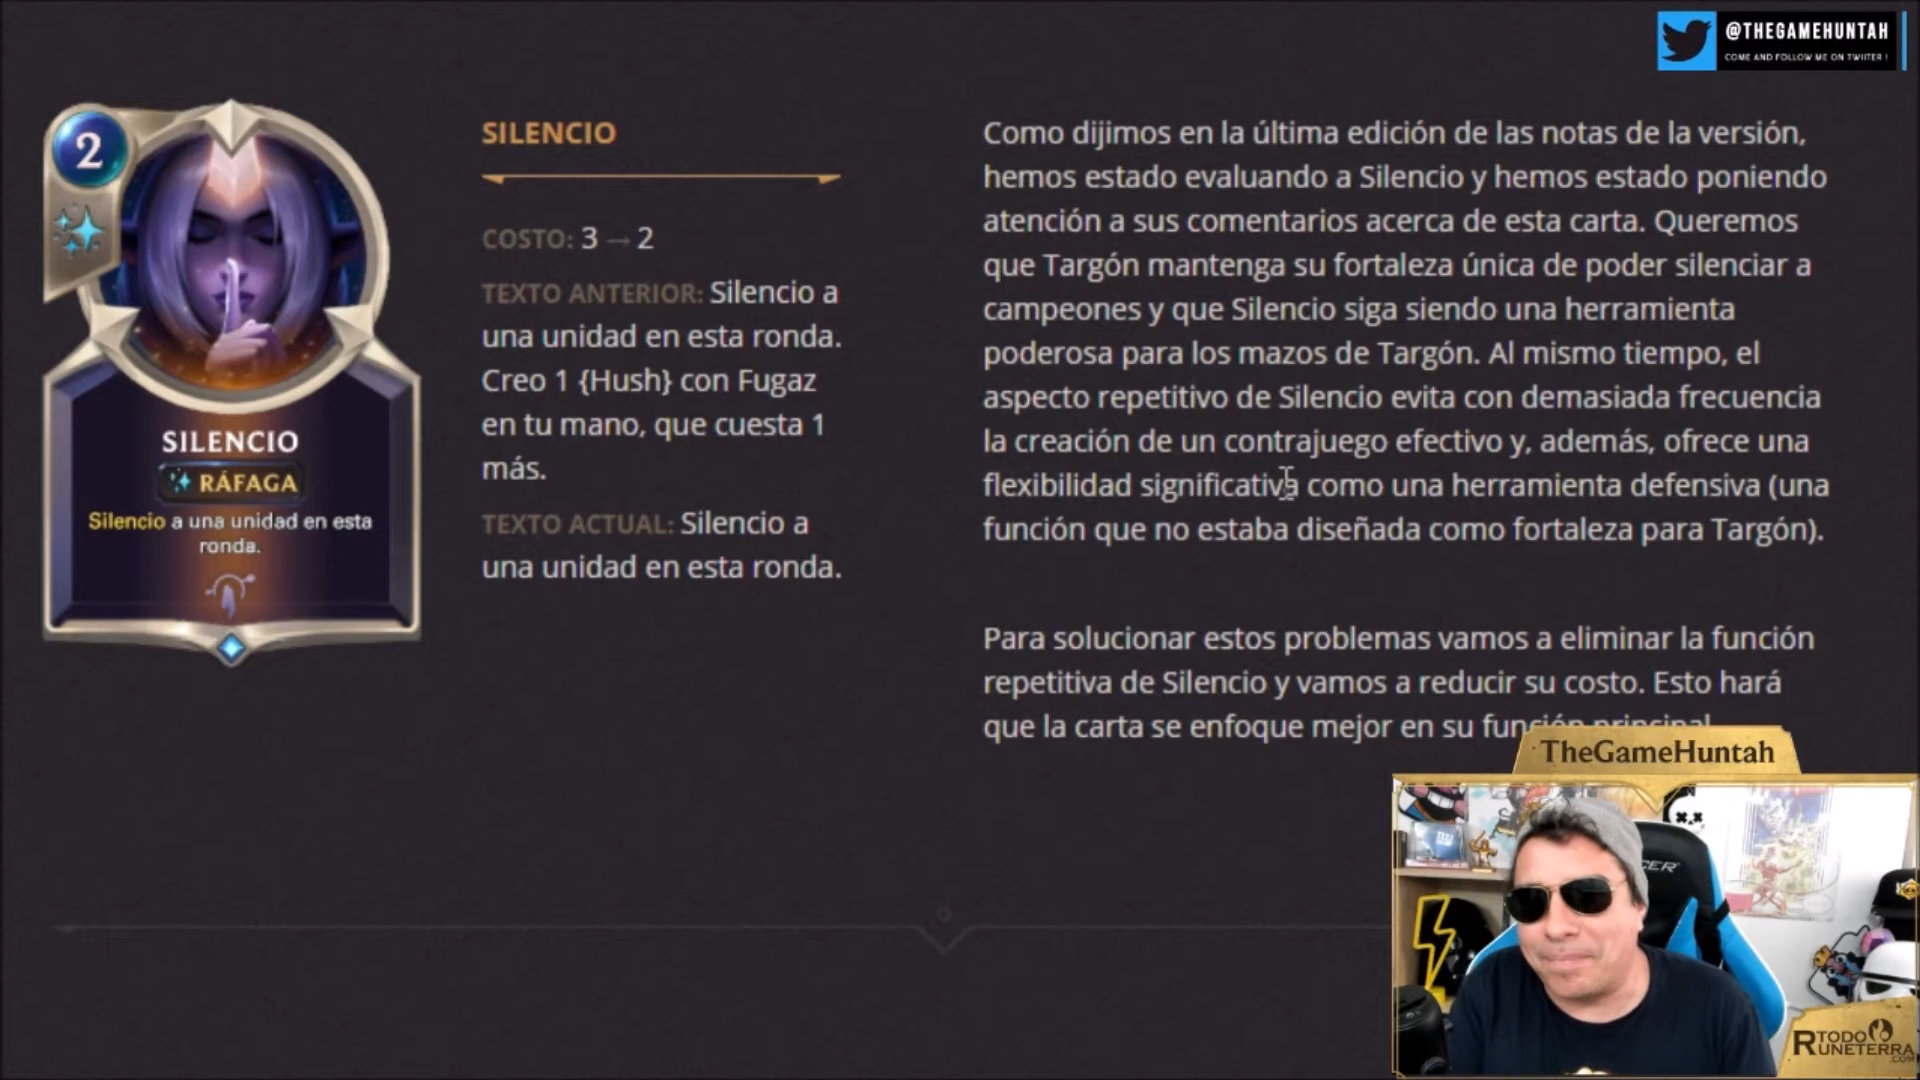 @THEGAMEHUNTAH
COME AND FOLLOW ME ON TWIITER !
2
SILENCIO
RÁFAGA
Silencio a una unidad en esta
ronda.
SILENCIO
COSTO: 3 → 2
TEXTO ANTERIOR: Silencio a
una unidad en esta ronda.
Creo 1 {Hush} con Fugaz
en tu mano, que cuesta 1
más.
TEXTO ACTUAL: Silencio a
una unidad en esta ronda.
Como dijimos en la última edición de las notas de la versión,
hemos estado evaluando a Silencio y hemos estado poniendo
atención a sus comentarios acerca de esta carta. Queremos
que Targón mantenga su fortaleza única de poder silenciar a
campeones y que Silencio siga siendo una herramienta
poderosa para los mazos de Targón. Al mismo tiempo, el
aspecto repetitivo de Silencio evita con demasiada frecuencia
la creación de un contrajuego efectivo y, además, ofrece una
flexibilidad significativa como una herramienta defensiva (una
función que no estaba diseñada como fortaleza para Targón).
Para solucionar estos problemas vamos a eliminar la función
repetitiva de Silencio y vamos a reducir su costo. Esto hará
que la carta se enfoque mejor en su función principal
TheGameHuntah
CER
RTODO
RUNETERRA
.COM